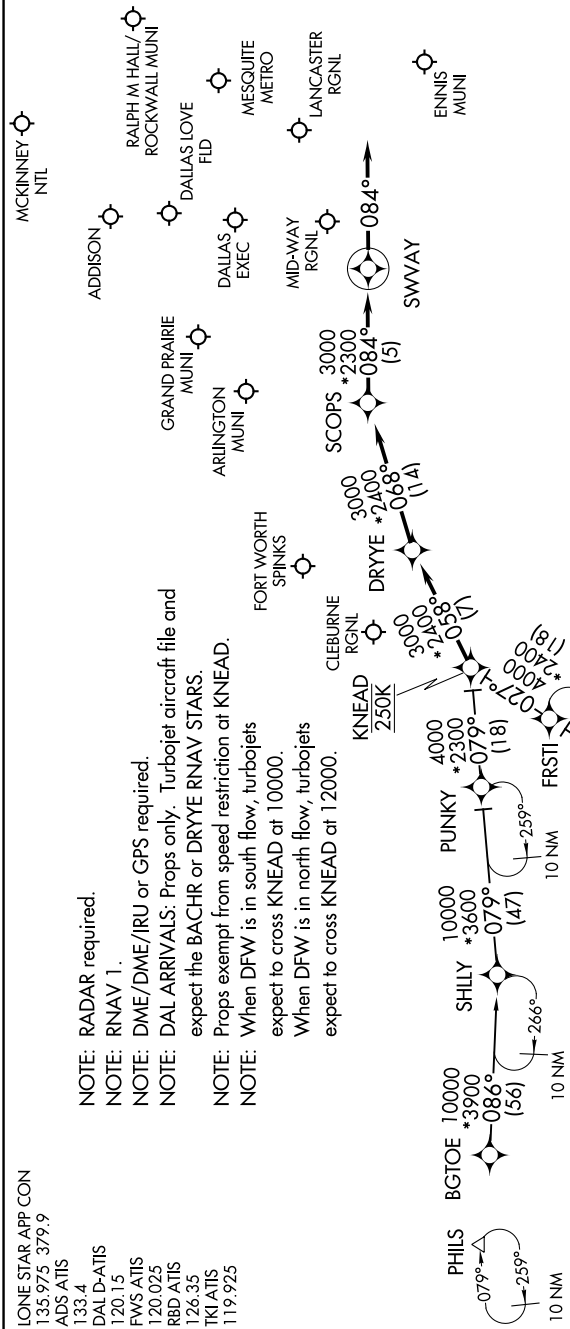 LONE STAR APP CON
135.975 379.9
ADS ATIS
133.4
DAL D-ATIS
120.15
FWS ATIS
120.025
RBD ATIS
126.35
TKI ATIS
119.925
NOTE: RADAR required.
NOTE: RNAV 1.
NOTE: DME/DME/IRU or GPS required.
NOTE: DAL ARRIVALS: Props only. Turbojet aircraft file and
expect the BACHR or DRYYE RNAV STARS.
NOTE: Props exempt from speed restriction at KNEAD.
NOTE: When DFW is in south flow, turbojets
expect to cross KNEAD at 10000.
When DFW is in north flow, turbojets
expect to cross KNEAD at 12000.
MCKINNEY
NTL
RALPH M HALL/
ROCKWALL MUNI
ADDISON
DALLAS LOVE
FLD
MESQUITE
METRO
GRAND PRAIRIE
MUNI
DALLAS
EXEC
LANCASTER
RGNL
ARLINGTON
MUNI
MID-WAY
RGNL
ENNIS
MUNI
FORT WORTH
SPINKS
CLEBURNE
RGNL
PHILS
079°
259°
10 NM
BGTOE
10000
*3900
086°
(56)
SHLLY
266°
10 NM
10000
*3600
079°
(47)
PUNKY
259°
10 NM
4000
*2300
079°
(18)
KNEAD
250K
FRSTI
027°
4000
*2400
(18)
3000
*2400
058°
(7)
DRYYE
3000
*2400
068°
(14)
SCOPS
3000
*2300
084°
(5)
SWVAY
084°